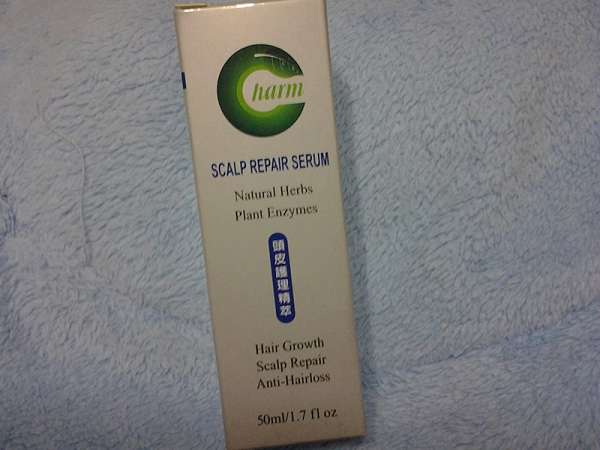 Charm
SCALP REPAIR SERUM
Natural Herbs
Plant Enzymes
頭皮護理精萃
Hair Growth
Scalp Repair
Anti-Hairloss
50ml/1.7 fl oz